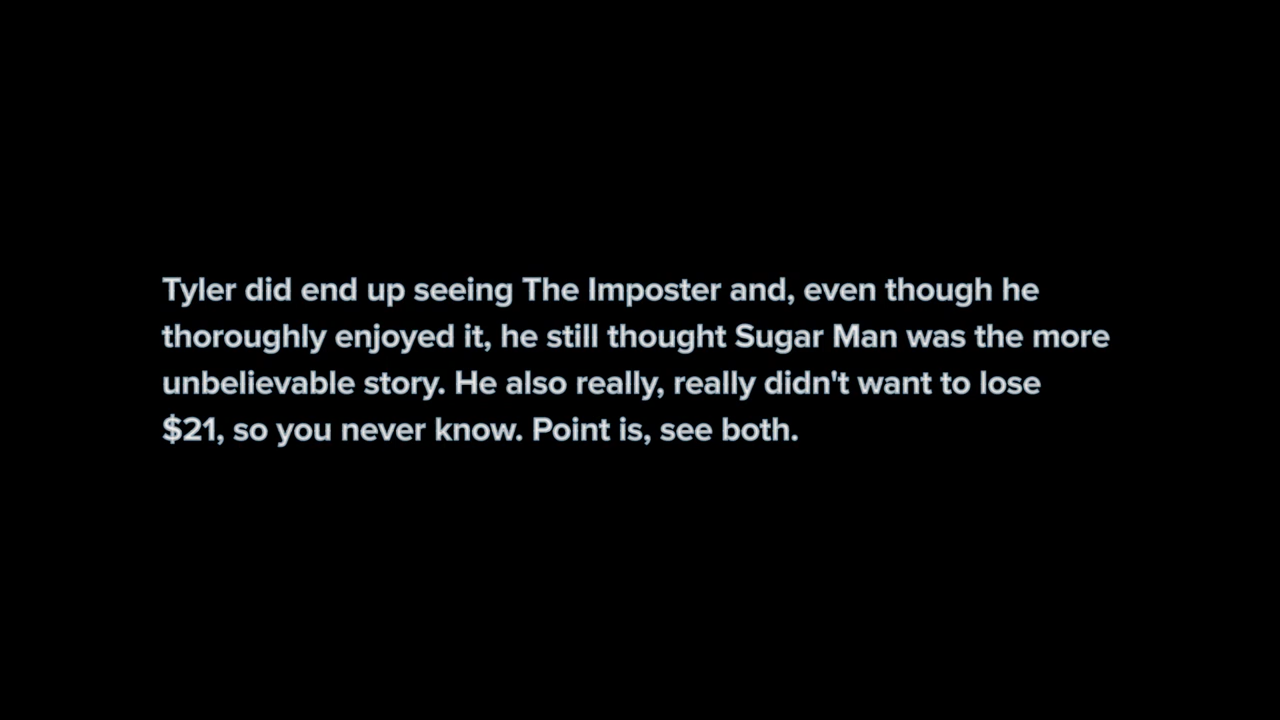 Tyler did end up seeing The Imposter and, even though he
thoroughly enjoyed it, he still thought Sugar Man was the more
unbelievable story. He also really, really didn't want to lose
$21, so you never know. Point is, see both.